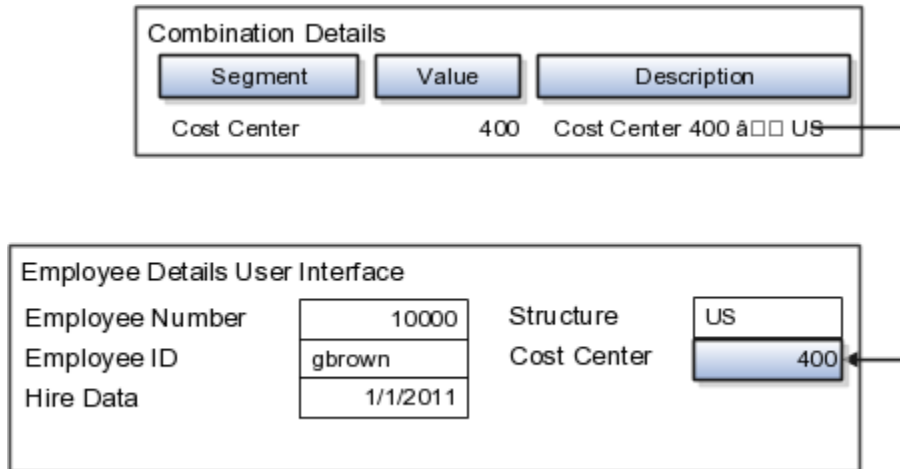 Combination Details
Segment Value Description
Cost Center 400 Cost Center 400 â□□ US
Employee Details User Interface
Employee Number 10000 Structure US
Employee ID gbrown Cost Center 400
Hire Data 1/1/2011